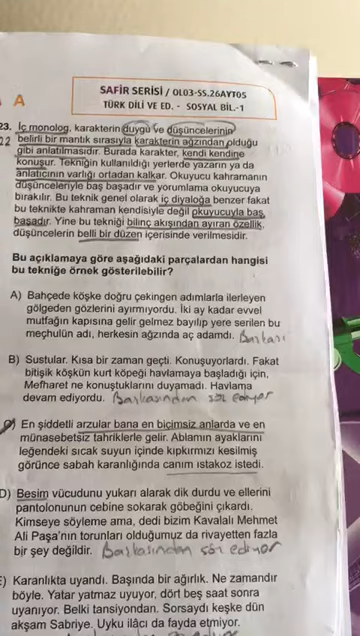 A
SAFİR SERİSİ / 0L03-SS.26AYT05
TÜRK DİLİ VE ED. - SOSYAL BİL.-1
23. İç monolog, karakterin duygu ve düşüncelerinin
22 belirli bir mantık sırasıyla karakterin ağzından olduğu
gibi anlatılmasıdır. Burada karakter, kendi kendine
konuşur. Tekniğin kullanıldığı yerlerde yazarın ya da
anlatıcının varlığı ortadan kalkar. Okuyucu kahramanın
düşünceleriyle baş başadır ve yorumlama okuyucuya
bırakılır. Bu teknik genel olarak iç diyaloğa benzer fakat
bu teknikte kahraman kendisiyle değil okuyucuyla baş
başadır. Yine bu tekniği bilinç akışından ayıran özellik,
düşüncelerin belli bir düzen içerisinde verilmesidir.
Bu açıklamaya göre aşağıdaki parçalardan hangisi
bu tekniğe örnek gösterilebilir?
A) Bahçede köşke doğru çekingen adımlarla ilerleyen
gölgeden gözlerini ayırmıyordu. İki ay kadar evvel
mutfağın kapısına gelir gelmez bayılıp yere serilen bu
meçhulün adı, herkesin ağzında aç adamdı. Başkası
B) Sustular. Kısa bir zaman geçti. Konuşuyorlardı. Fakat
bitişik köşkün kurt köpeği havlamaya başladığı için,
Mefharet ne konuştuklarını duyamadı. Havlama
devam ediyordu. Başkasından söz ediyor
C) En şiddetli arzular bana en biçimsiz anlarda ve en
münasebetsiz tahriklerle gelir. Ablamın ayaklarını
leğendeki sıcak suyun içinde kıpkırmızı kesilmiş
görünce sabah karanlığında canım ıstakoz istedi.
D) Besim vücudunu yukarı alarak dik durdu ve ellerini
pantolonunun cebine sokarak göbeğini çıkardı.
Kimseye söyleme ama, dedi bizim Kavalalı Mehmet
Ali Paşa'nın torunları olduğumuz da rivayetten fazla
bir şey değildir. Başkasından söz ediyor
E) Karanlıkta uyandı. Başında bir ağırlık. Ne zamandır
böyle. Yatar yatmaz uyuyor, dört beş saat sonra
uyanıyor. Belki tansiyondan. Sorsaydı keşke dün
akşam Sabriye. Uyku ilâcı da fayda etmiyor.